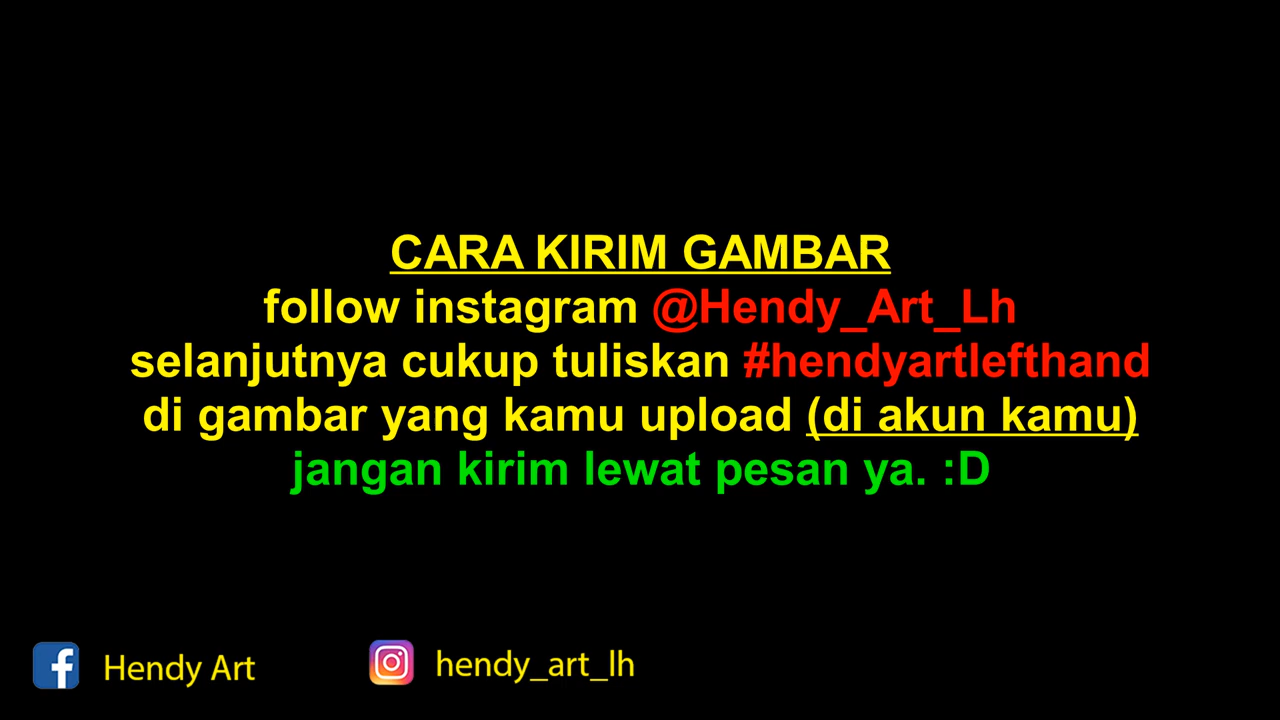 CARA KIRIM GAMBAR
follow instagram @Hendy_Art_Lh
selanjutnya cukup tuliskan #hendyartlefthand
di gambar yang kamu upload (di akun kamu)
jangan kirim lewat pesan ya. :D
Hendy Art
hendy_art_lh